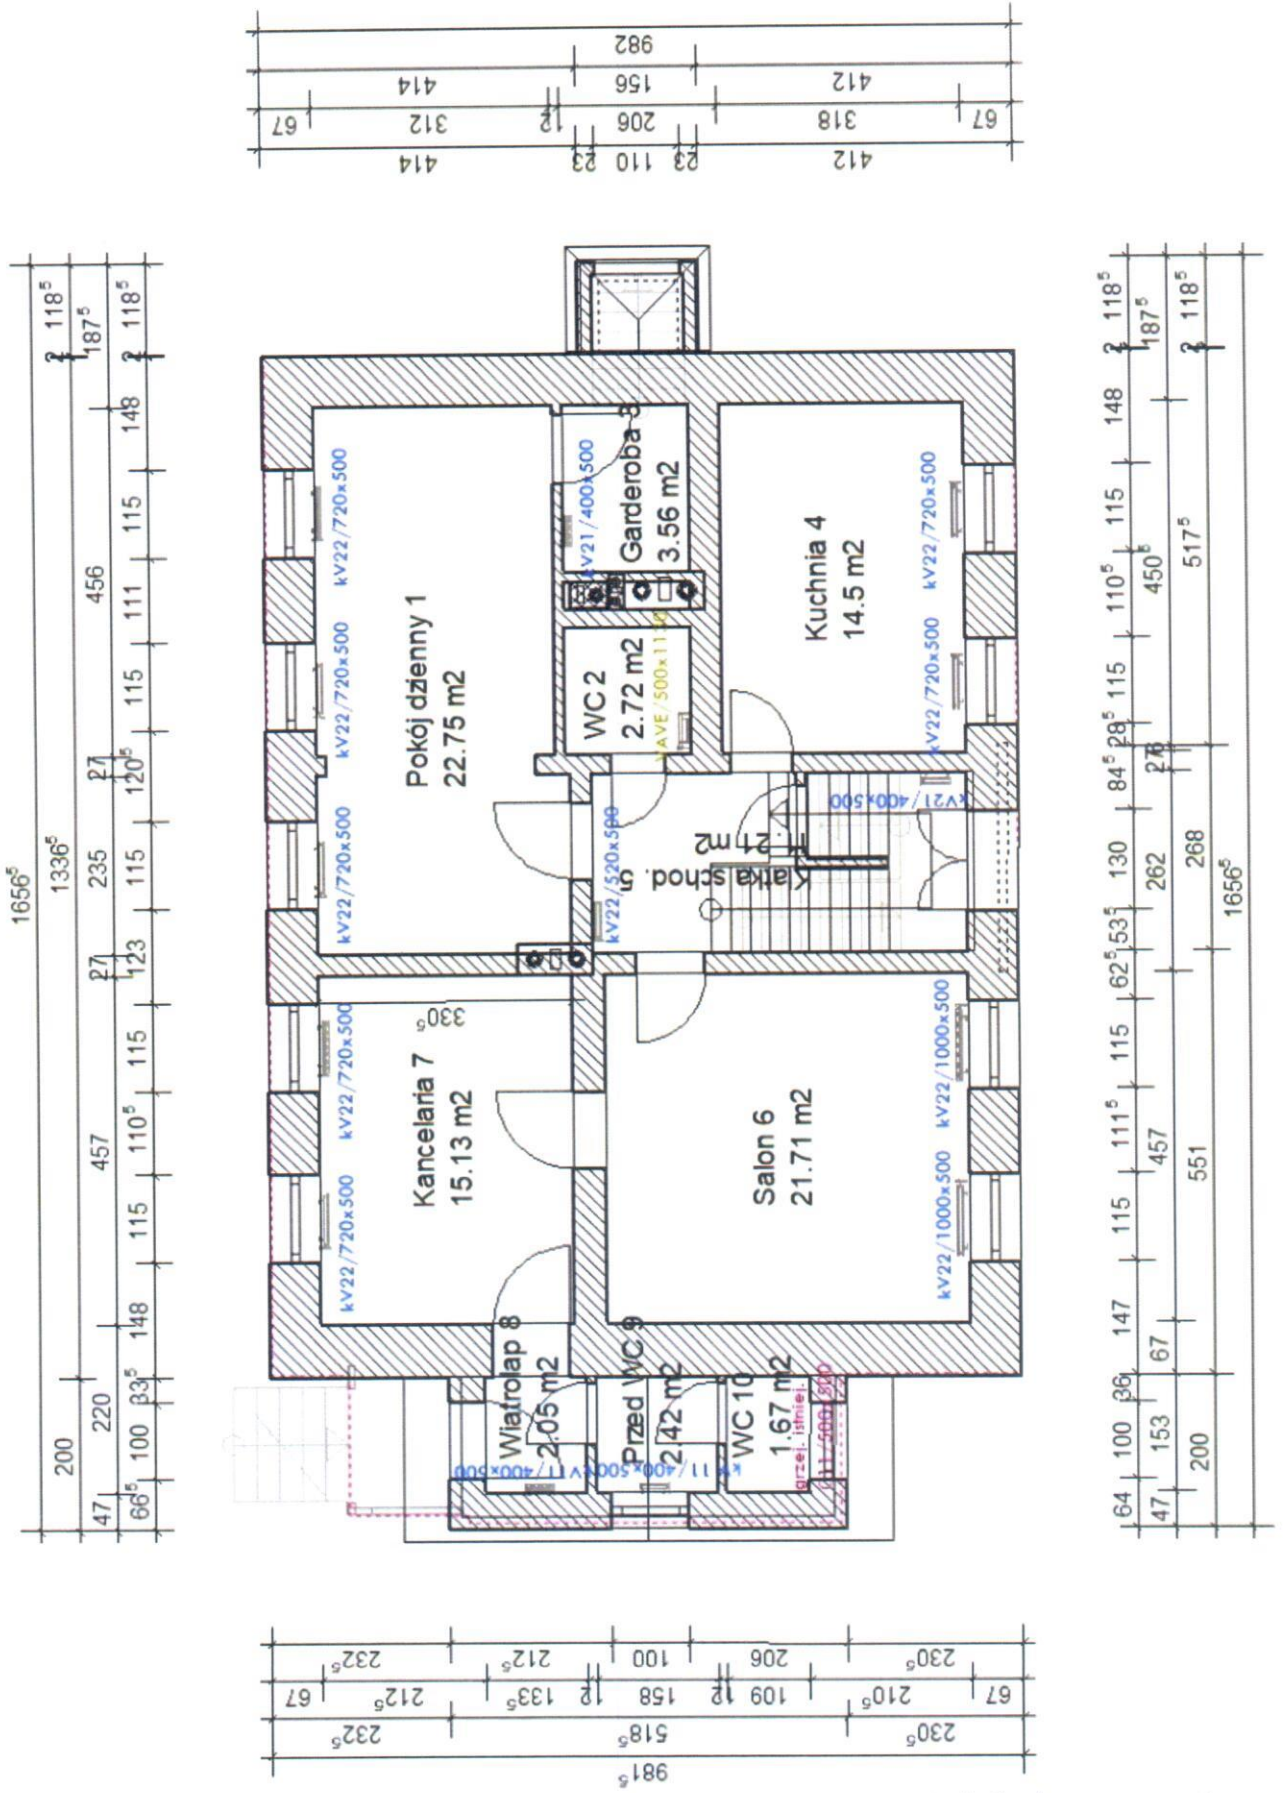 982
414
156
412
67
312
12
206
318
67
414
23
110
23
412
1656⁵
1336⁵
2
118⁵
200
456
27
235
27
457
220
47
187⁵
118⁵
2
148
115
111
115
120⁵
115
123
115
110⁵
115
148
33⁵
100
66⁵
kV22/720x500
kV22/720x500
kV22/720x500
kV22/720x500
kV22/720x500
Pokój dzienny 1
22.75 m2
Garderoba 3
3.56 m2
kV21/400x500
WC 2
2.72 m2
Kuchnia 4
14.5 m2
kV22/720x500
kV22/720x500
kV21/400x500
Klatka schod. 5
kV22/520x500
330⁵
Kancelaria 7
15.13 m2
Salon 6
21.71 m2
kV22/1000x500
kV22/1000x500
Wiatrolap 8
2.05 m2
Przed WC 9
2.42 m2
WC 10
1.67 m2
grzej. istniej.
118⁵
2
148
115
110⁵
115
28⁵
84⁵
130
53⁵
62⁵
115
111⁵
115
147
36
100
64
187⁵
450⁵
262
457
67
153
47
118⁵
2
517⁵
268
551
200
1656⁵
232⁵
212⁵
100
206
230⁵
67
212⁵
133⁵
12
158
12
109
210⁵
67
232⁵
518⁵
230⁵
981⁵